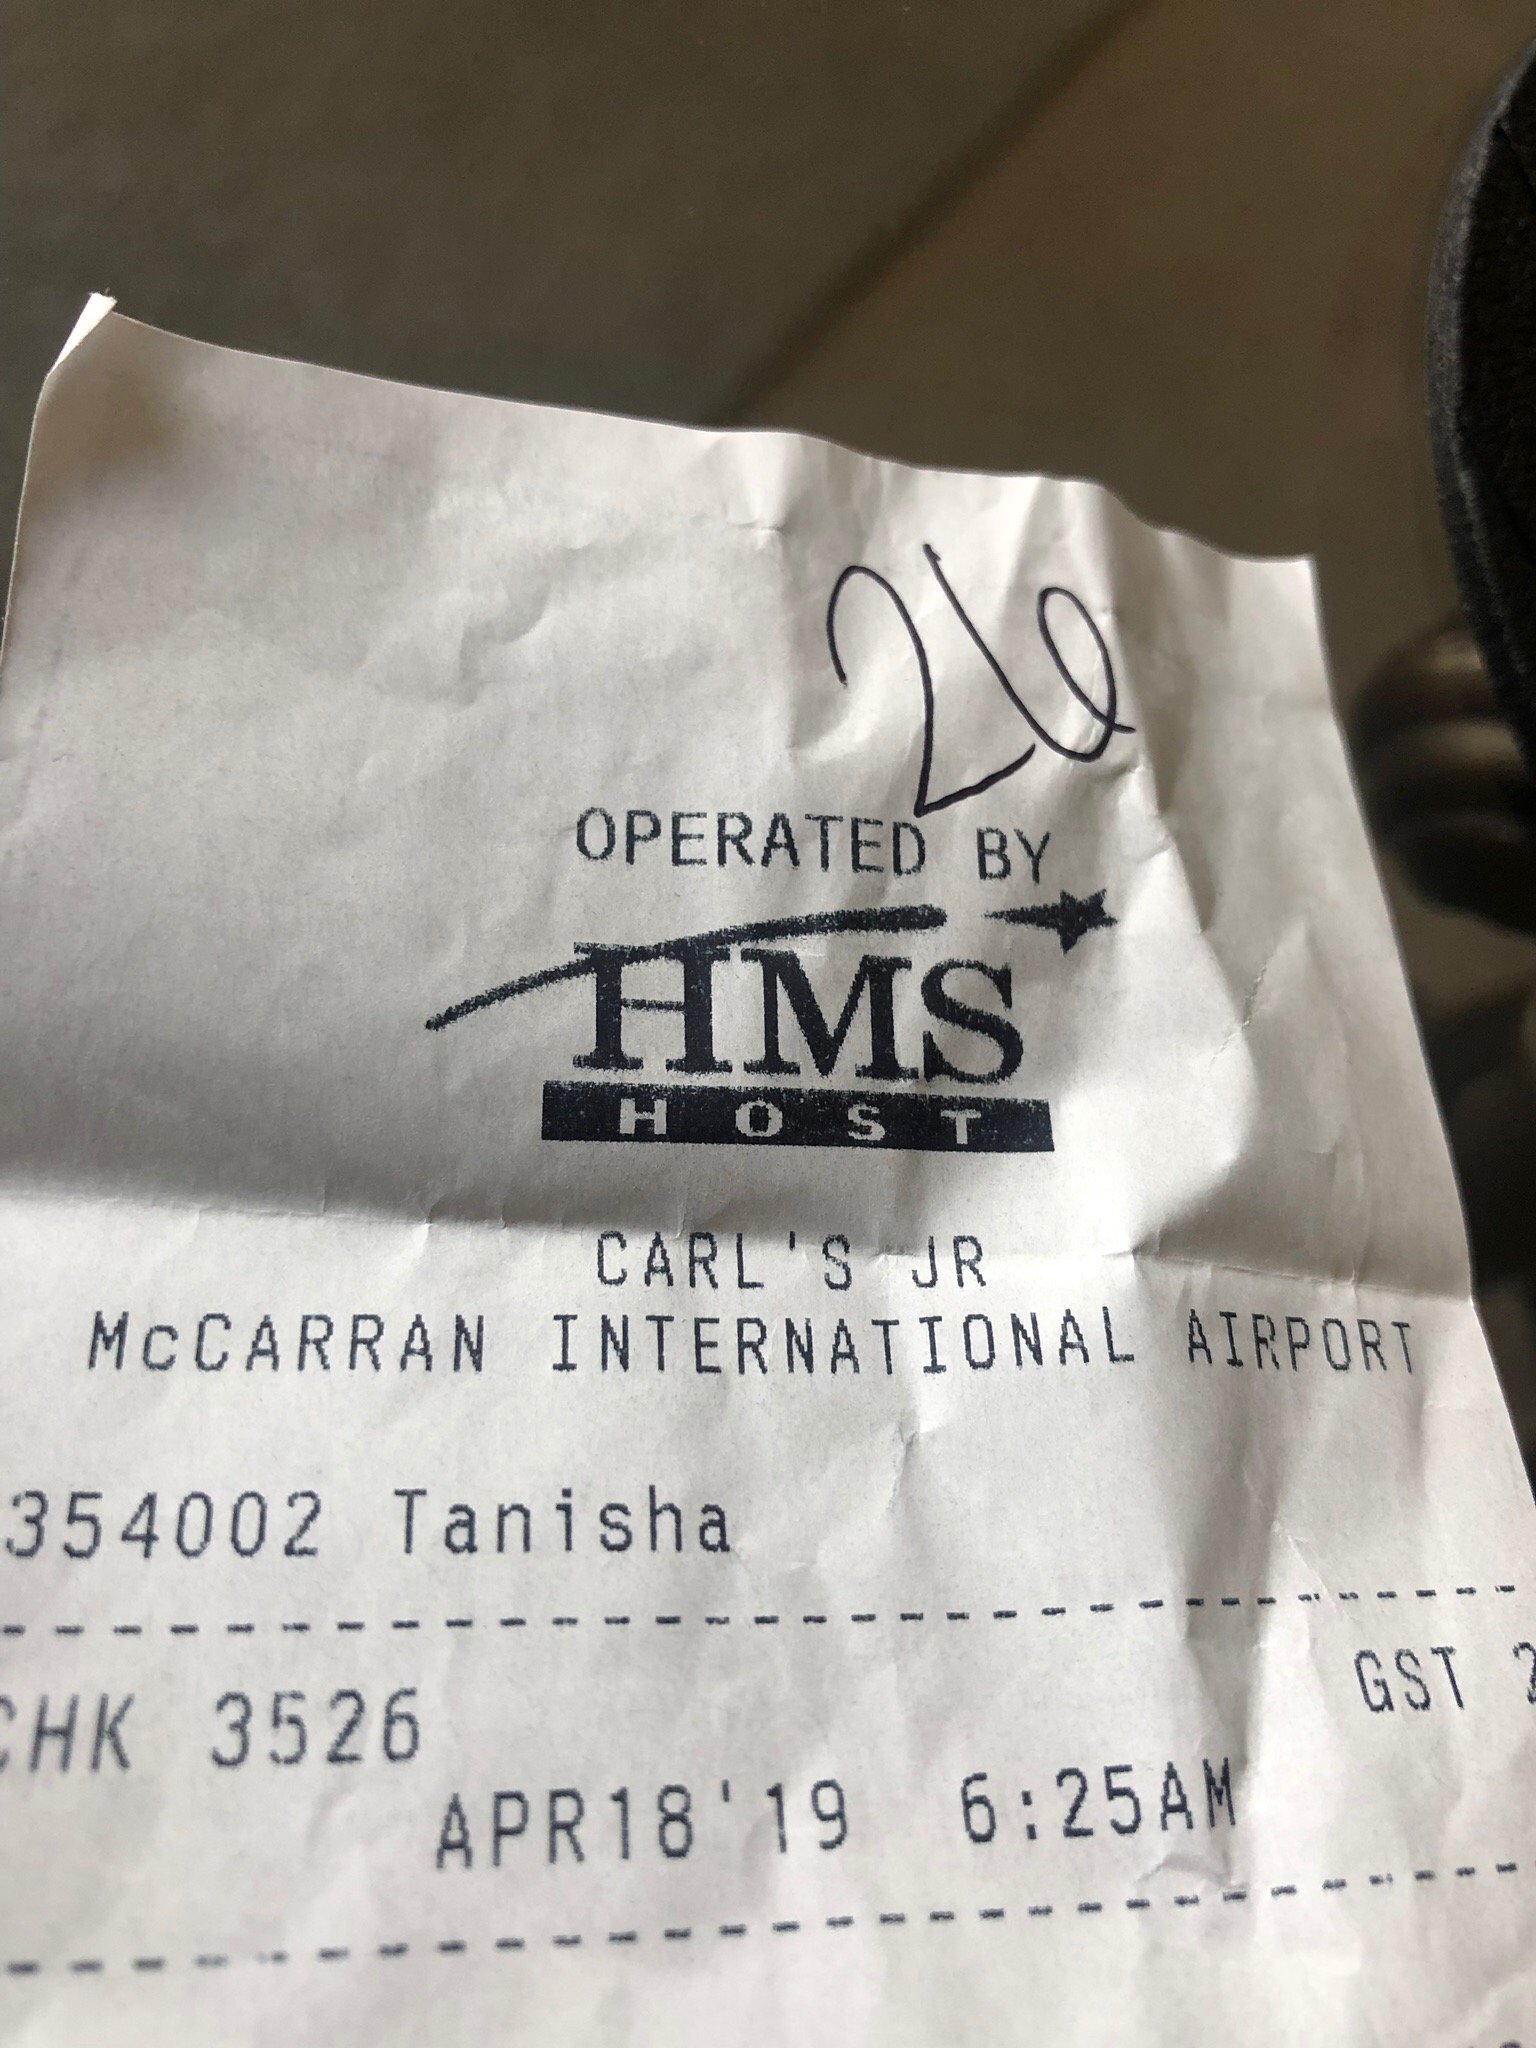 26
OPERATED BY
HMS
HOST
CARL'S JR
McCARRAN INTERNATIONAL AIRPORT
354002 Tanisha
CHK 3526
GST 2
APR18'19 6:25AM